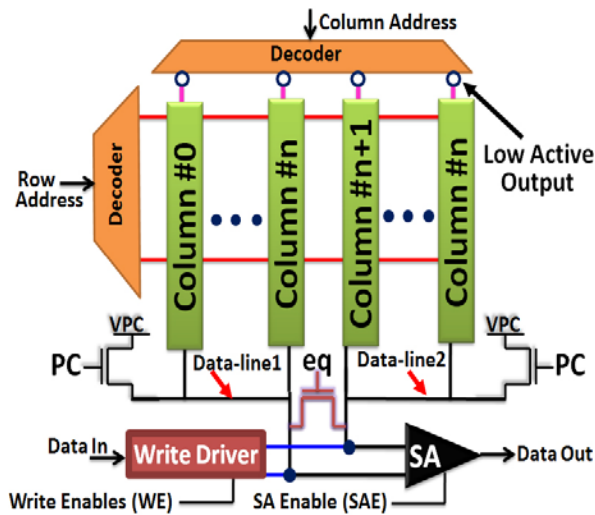 Column Address
Decoder
Low Active
Output
Row
Address
Decoder
Column #0
Column #n
Column #n+1
Column #n
VPC
PC
Data-line1
eq
Data-line2
VPC
PC
Data In
Write Driver
SA
Data Out
Write Enables (WE)
SA Enable (SAE)